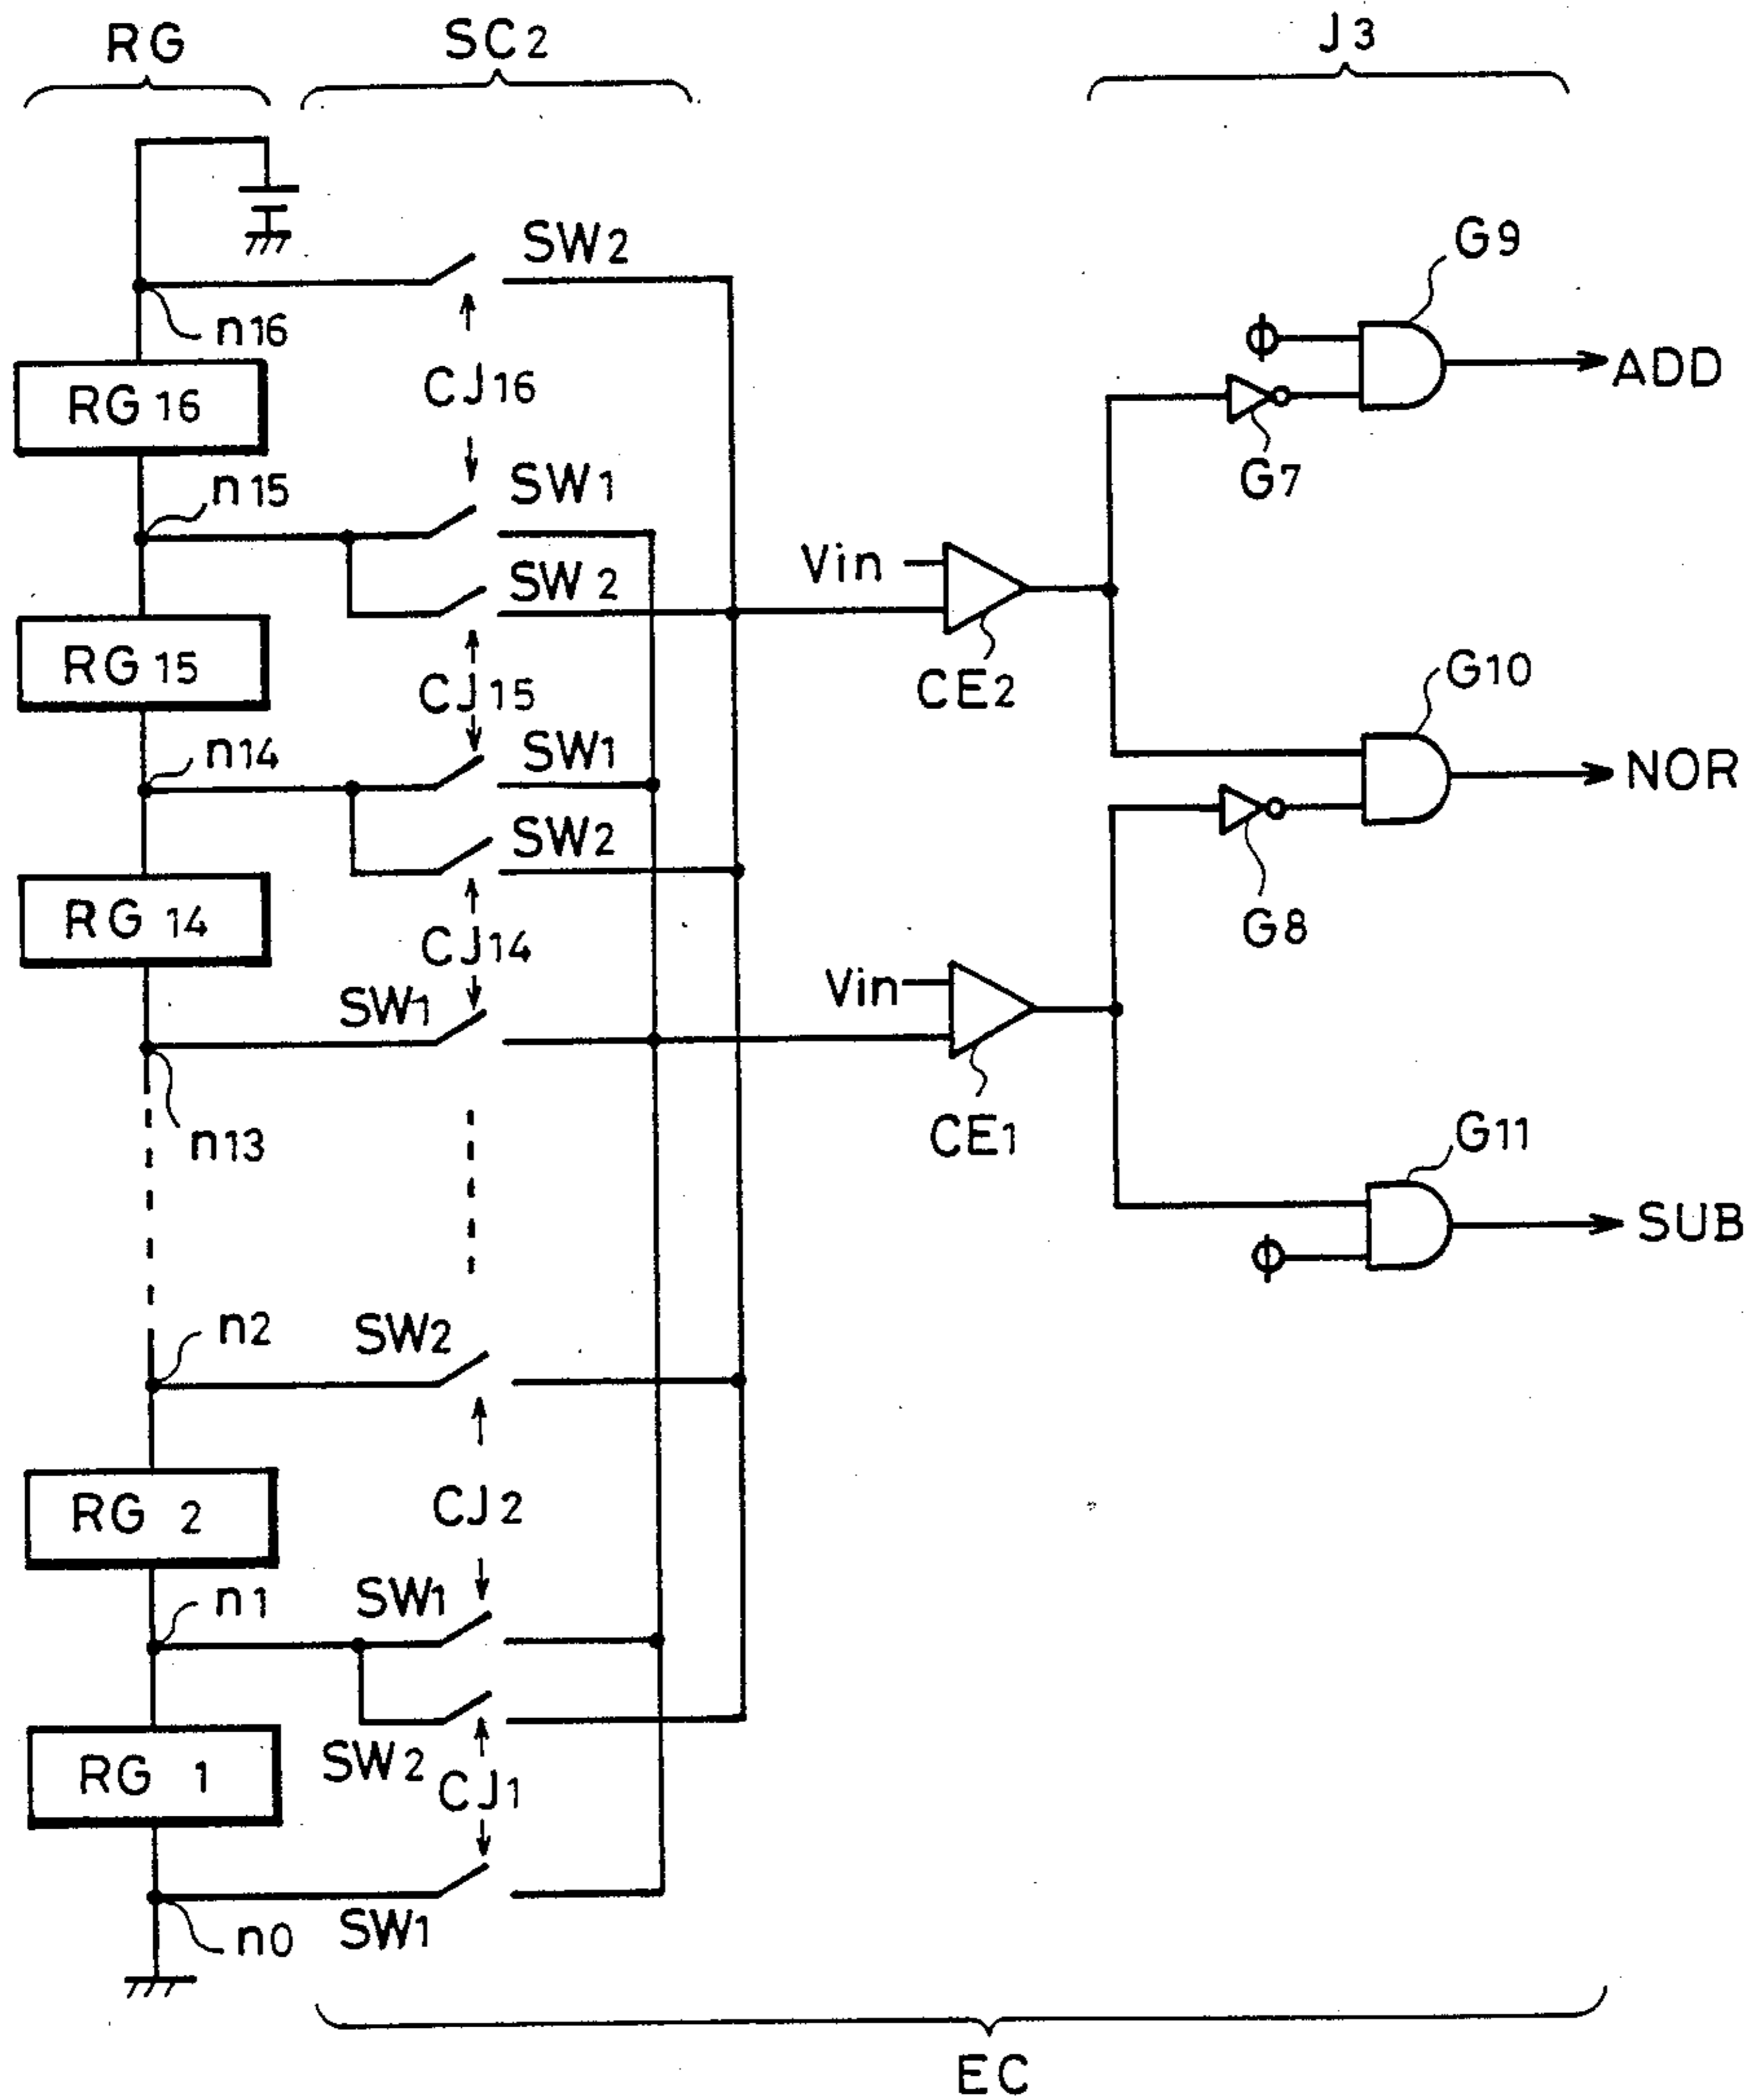 RG
SC2
J3
SW2
G9
n16
ϕ
ADD
CJ16
RG 16
G7
SW1
n15
Vin
SW 2
RG 15
CE2
G10
CJ15
n14
SW1
NOR
SW2
RG 14
G8
CJ14
Vin
SW1
CE1
G11
n13
SUB
ϕ
n2
SW2
RG 2
CJ2
n1
SW1
RG 1
SW2
CJ1
n0
SW1
EC